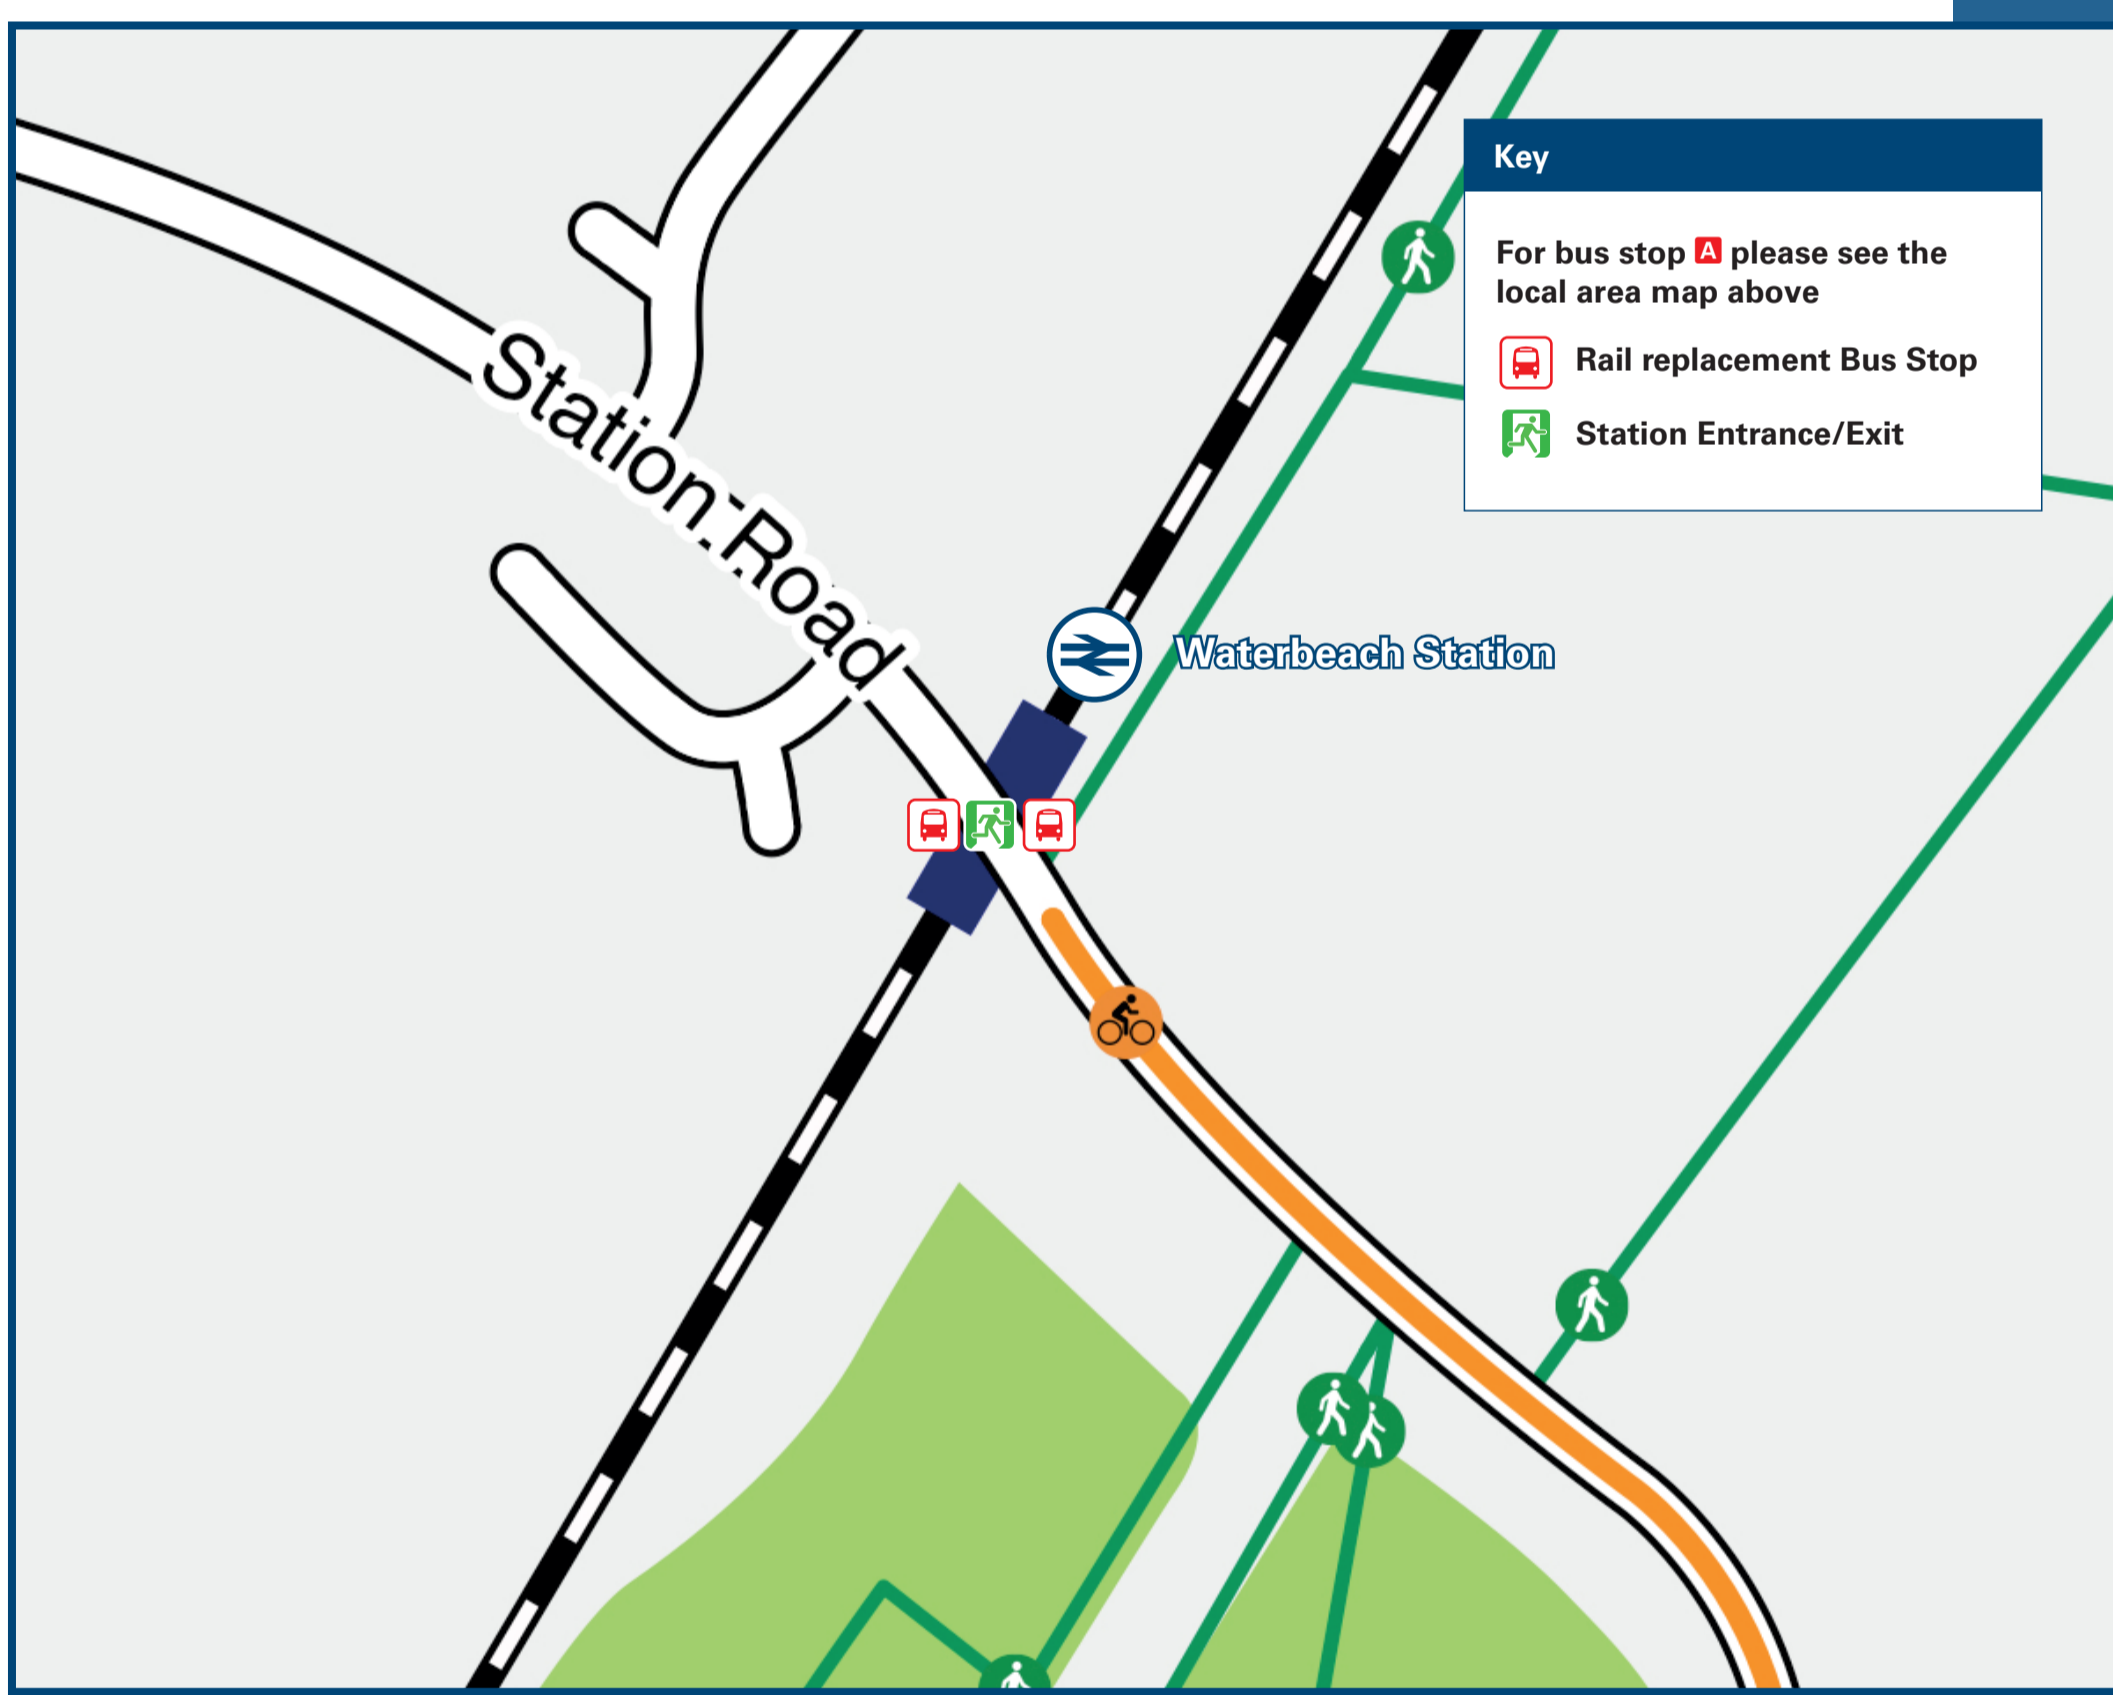 Key
For bus stop A please see the
local area map above
Rail replacement Bus Stop
Station Entrance/Exit
Station Road
Waterbeach Station